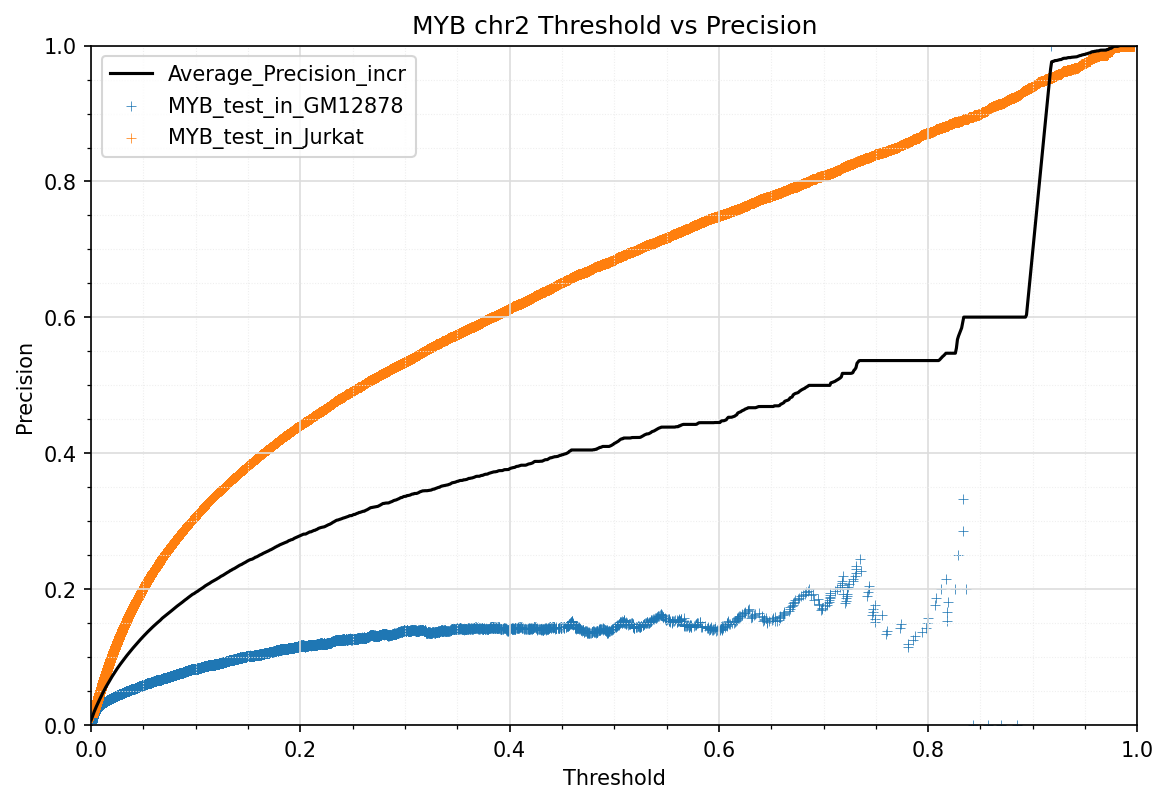 MYB chr2 Threshold vs Precision
Average_Precision_incr
MYB_test_in_GM12878
MYB_test_in_Jurkat
Precision
1.0
0.8
0.6
0.4
0.2
0.0
0.0 0.2 0.4 0.6 0.8 1.0
Threshold